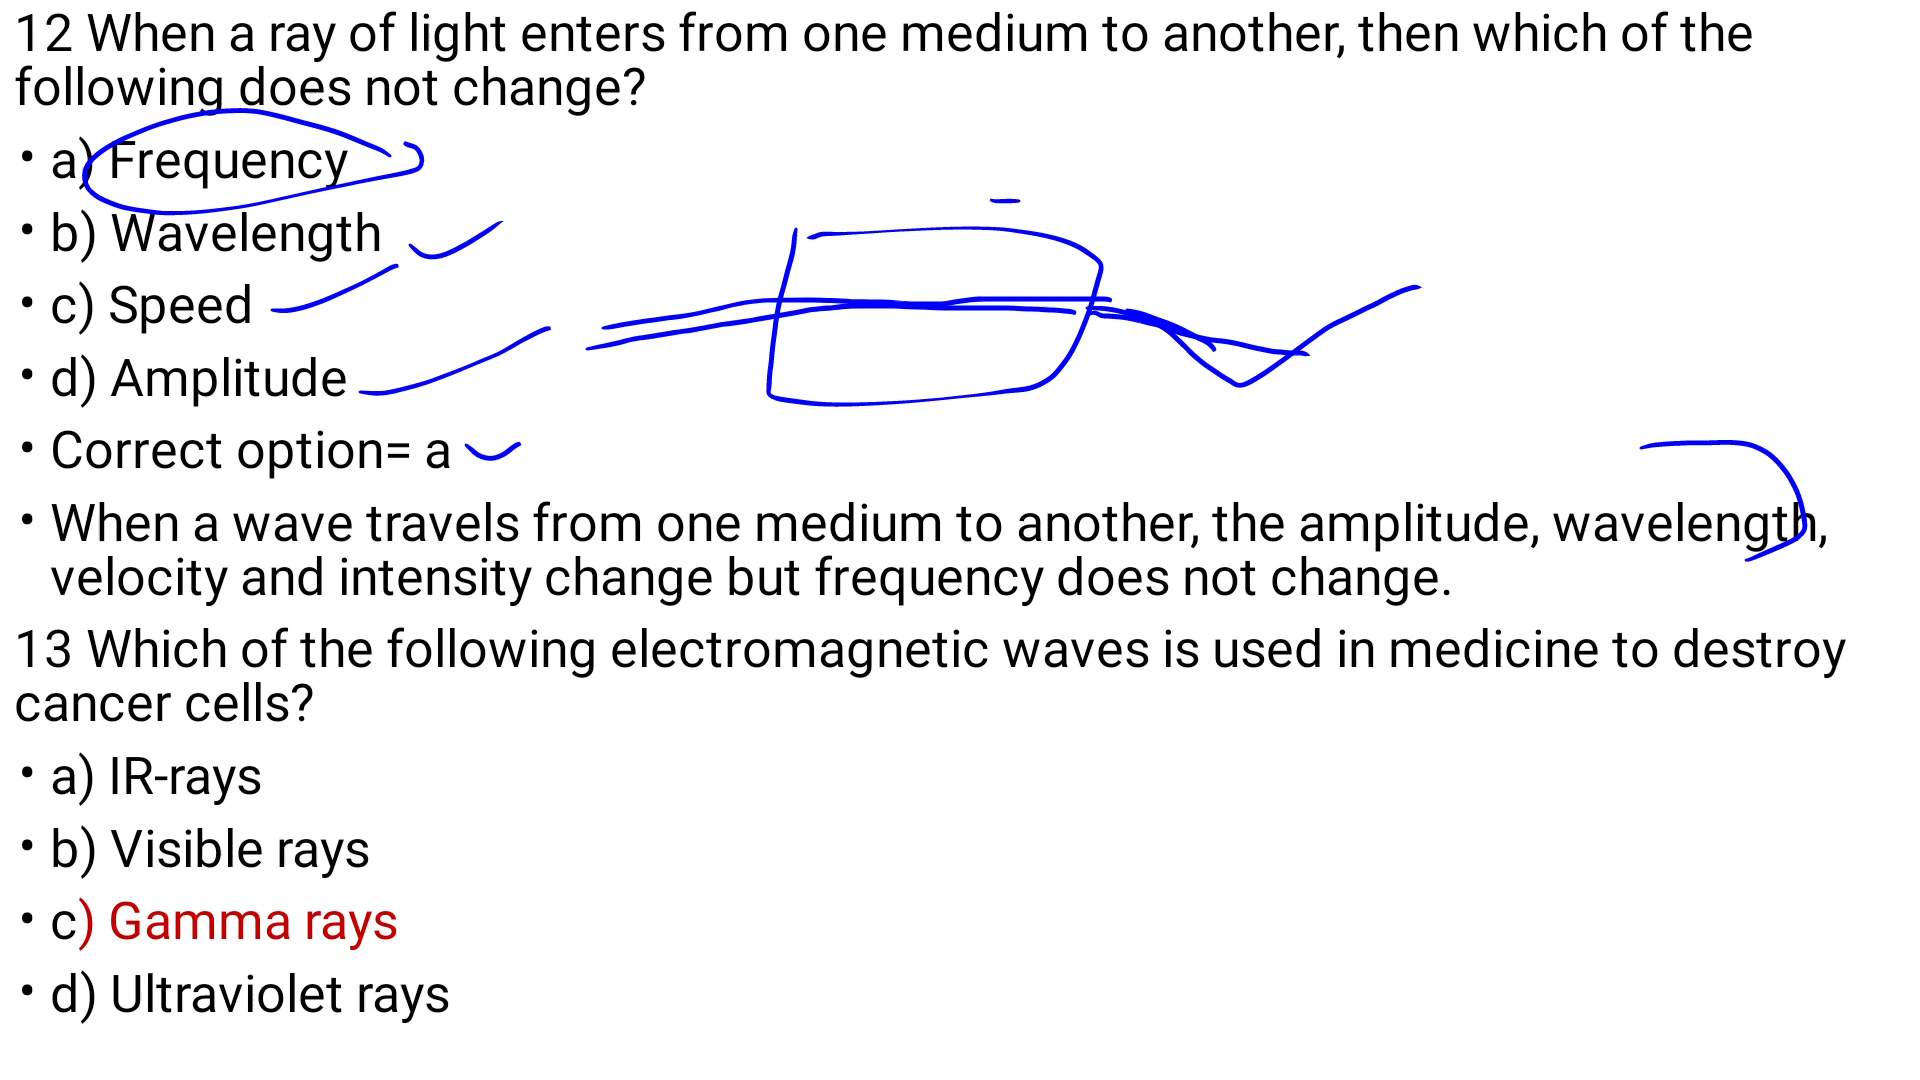 12 When a ray of light enters from one medium to another, then which of the
following does not change?
• a) Frequency
• b) Wavelength
• c) Speed
• d) Amplitude
• Correct option= a
• When a wave travels from one medium to another, the amplitude, wavelength,
velocity and intensity change but frequency does not change.
13 Which of the following electromagnetic waves is used in medicine to destroy
cancer cells?
• a) IR-rays
• b) Visible rays
• c) Gamma rays
• d) Ultraviolet rays